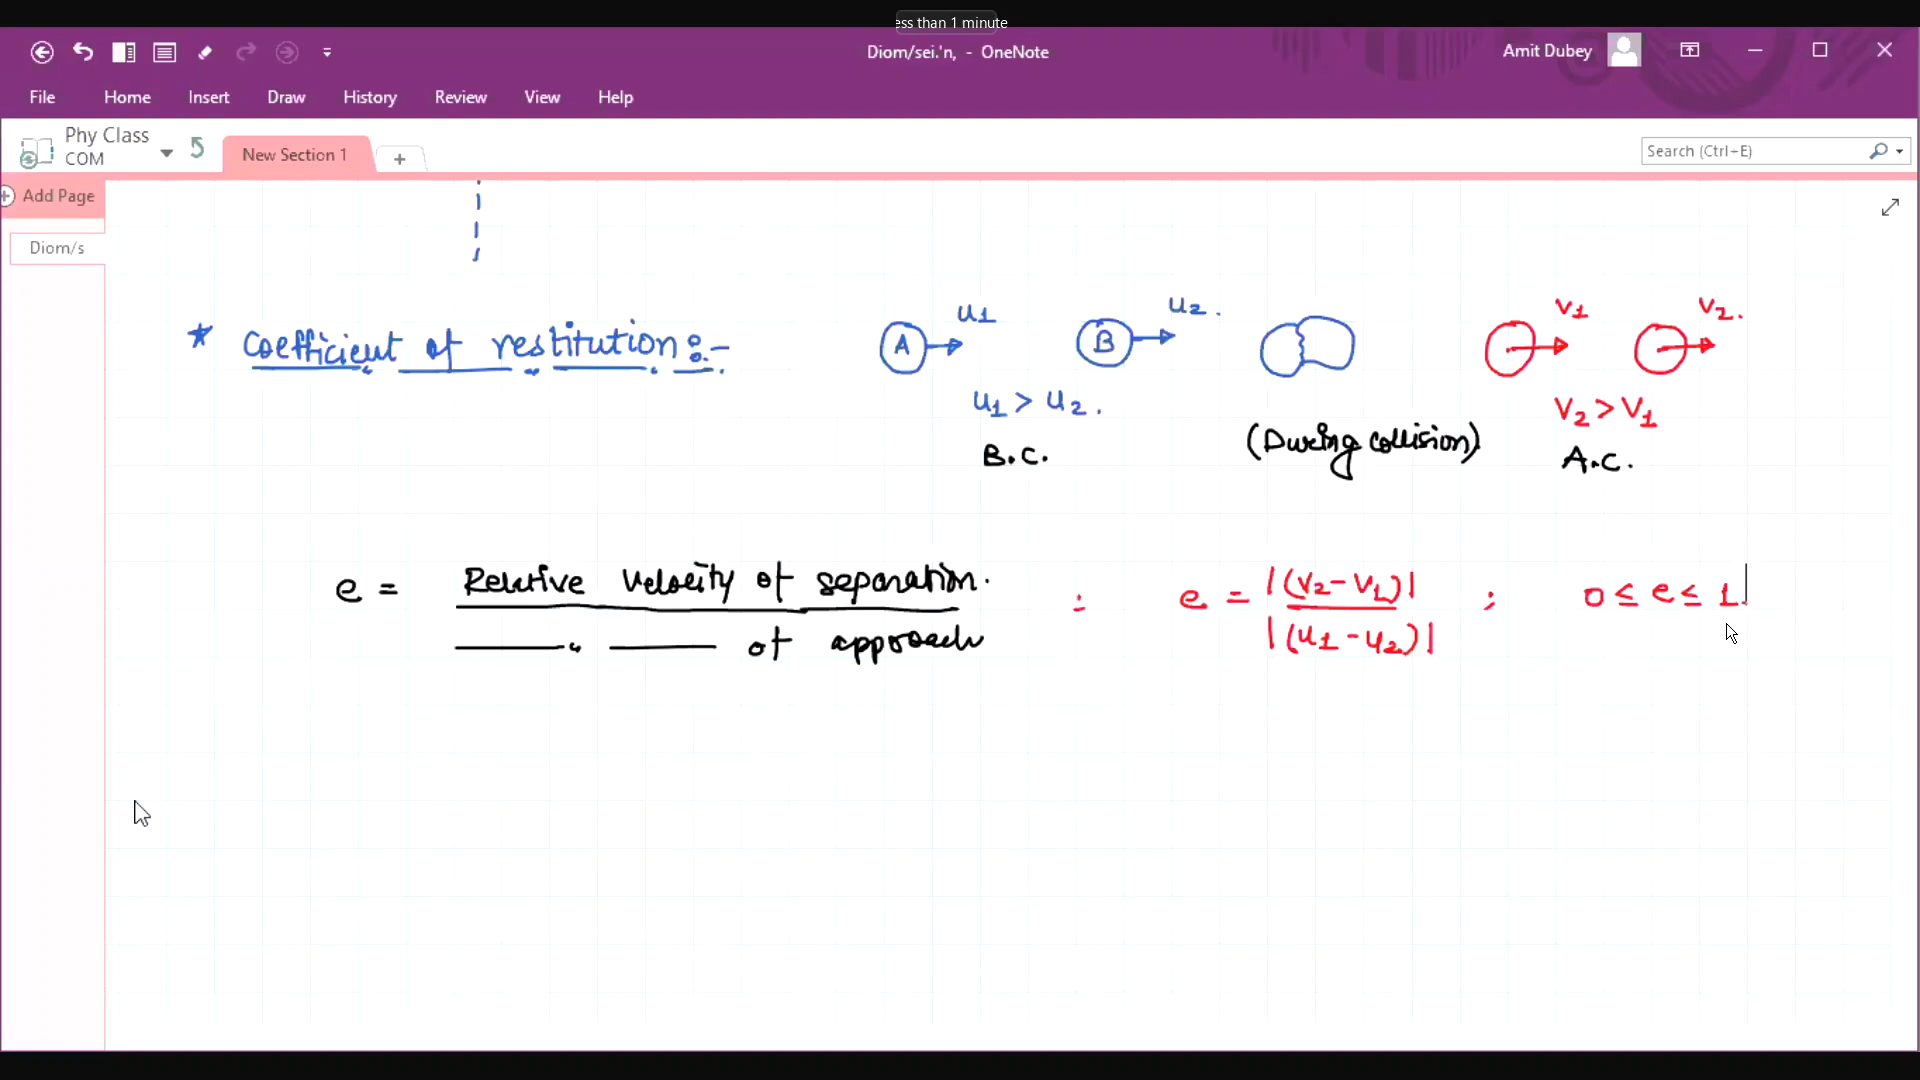 ess than 1 minute
Diom/sei.'n, - OneNote
Amit Dubey
File Home Insert Draw History Review View Help
Phy Class
COM
New Section 1
+
Search (Ctrl+E)
Add Page
Diom/s
* Coefficient of restitution :-
A u1 B u2.
v1 v2.
u1 > u2.
v2 > v1
B.C.
(During collision)
A.C.
e = Relative velocity of separation.
—— " —— of approach
: e = |(v2 - v1)|
|(u1 - u2)|
; 0 ≤ e ≤ 1